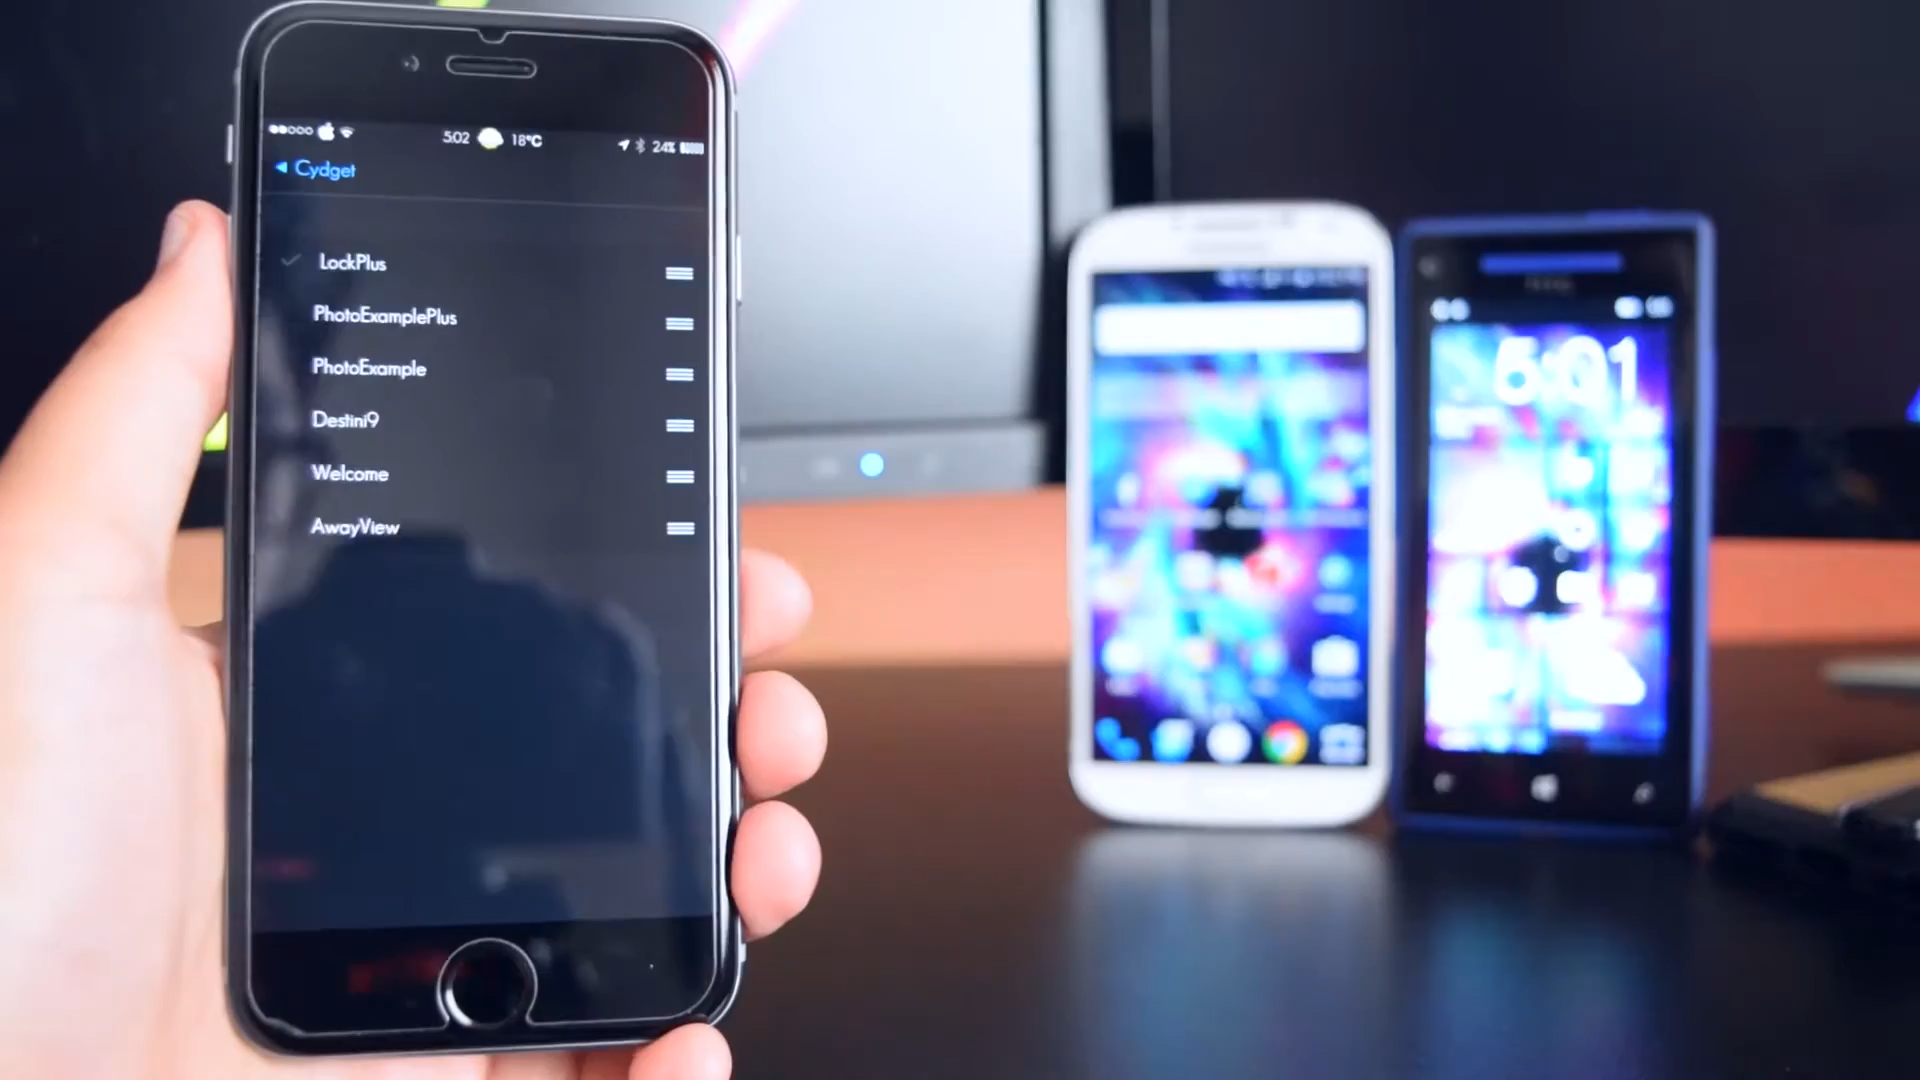 5:02 18°C 24%
Cydget
LockPlus
PhotoExamplePlus
PhotoExample
Destini9
Welcome
AwayView
5:01